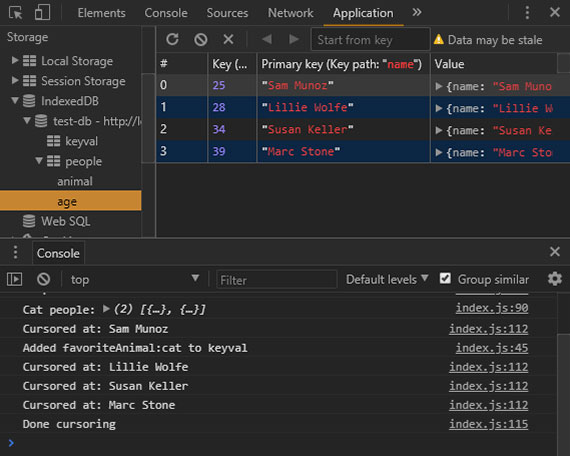 Elements Console Sources Network Application »
Storage
Local Storage
Session Storage
IndexedDB
test-db - http://l
keyval
people
animal
age
Web SQL
Start from key Data may be stale
# Key (... Primary key (Key path: "name") Value
0 25 "Sam Munoz" {name: "Sam Muno
1 28 "Lillie Wolfe" {name: "Lillie W
2 34 "Susan Keller" {name: "Susan Ke
3 39 "Marc Stone" {name: "Marc Sto
Console
top Filter Default levels Group similar
Cat people: (2) [{…}, {…}] index.js:90
Cursored at: Sam Munoz index.js:112
Added favoriteAnimal:cat to keyval index.js:45
Cursored at: Lillie Wolfe index.js:112
Cursored at: Susan Keller index.js:112
Cursored at: Marc Stone index.js:112
Done cursoring index.js:115